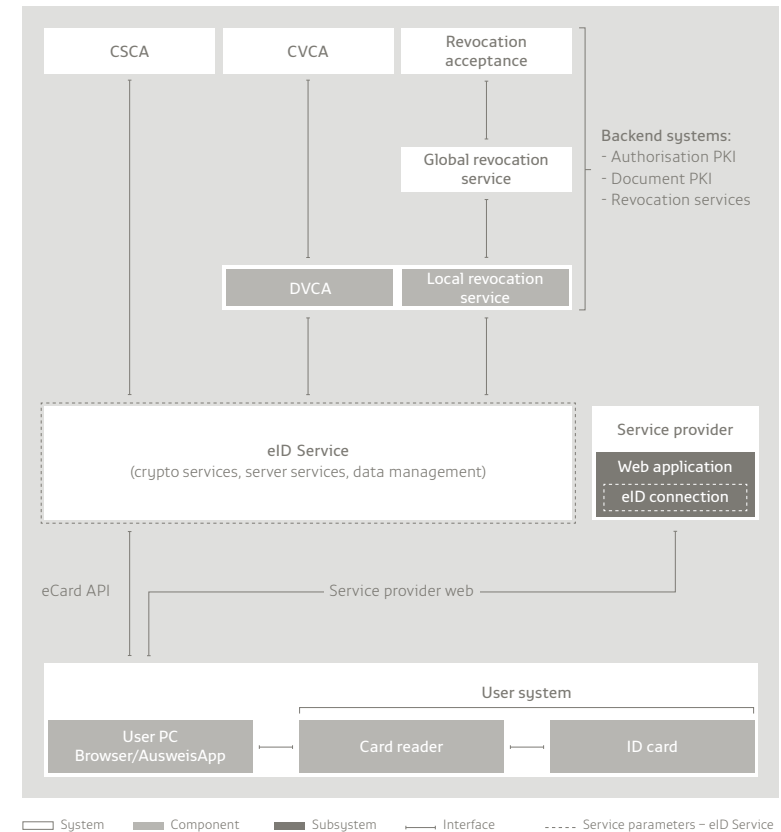 CSCA
CVCA
Revocation
acceptance
Backend systems:
- Authorisation PKI
- Document PKI
- Revocation services
Global revocation
service
DVCA
Local revocation
service
eID Service
(crypto services, server services, data management)
Service provider
Web application
eID connection
eCard API
Service provider web
User system
User PC
Browser/AusweisApp
Card reader
ID card
System
Component
Subsystem
Interface
Service parameters – eID Service